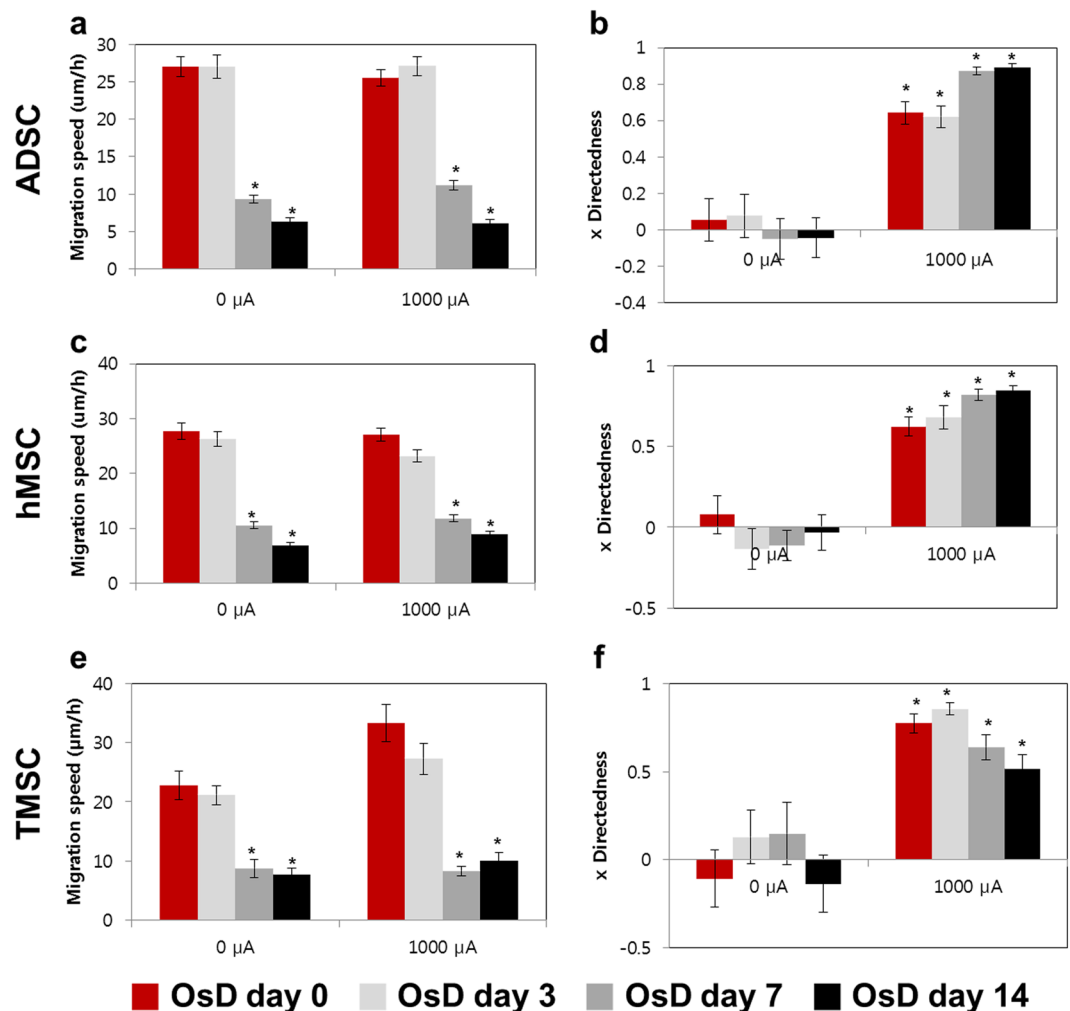 a
b
ADSC
Migration speed (um/h)
30
25
20
15
10
5
0
* * * *
0 µA 1000 µA
x Directedness
1
0.8
0.6
0.4
0.2
0
-0.2
-0.4
* * * *
0 µA 1000 µA
c
d
hMSC
Migration speed (um/h)
40
30
20
10
0
* * * *
0 µA 1000 µA
x Directedness
1
0.5
0
-0.5
* * * *
0 µA 1000 µA
e
f
TMSC
Migration speed (µm/h)
40
30
20
10
0
* * * *
0 µA 1000 µA
x Directedness
1
0.5
0
-0.5
* * * *
0 µA 1000 µA
OsD day 0 OsD day 3 OsD day 7 OsD day 14